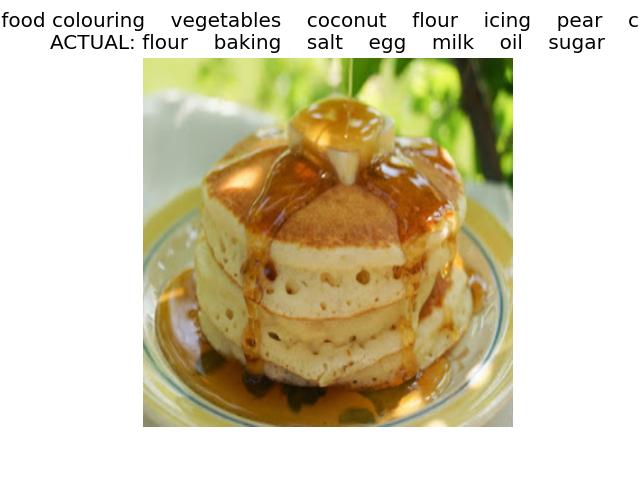 food colouring vegetables coconut flour icing pear c
ACTUAL: flour baking salt egg milk oil sugar